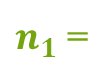 n₁ =